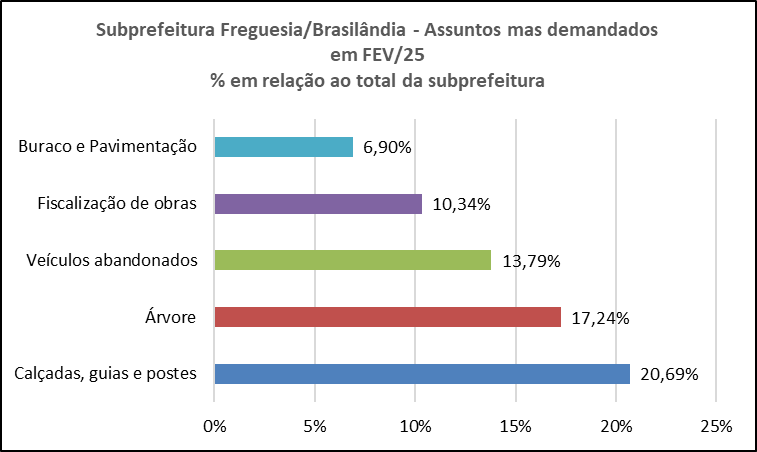 Subprefeitura Freguesia/Brasilândia - Assuntos mas demandados
em FEV/25
% em relação ao total da subprefeitura
Buraco e Pavimentação 6,90%
Fiscalização de obras 10,34%
Veículos abandonados 13,79%
Árvore 17,24%
Calçadas, guias e postes 20,69%
0% 5% 10% 15% 20% 25%